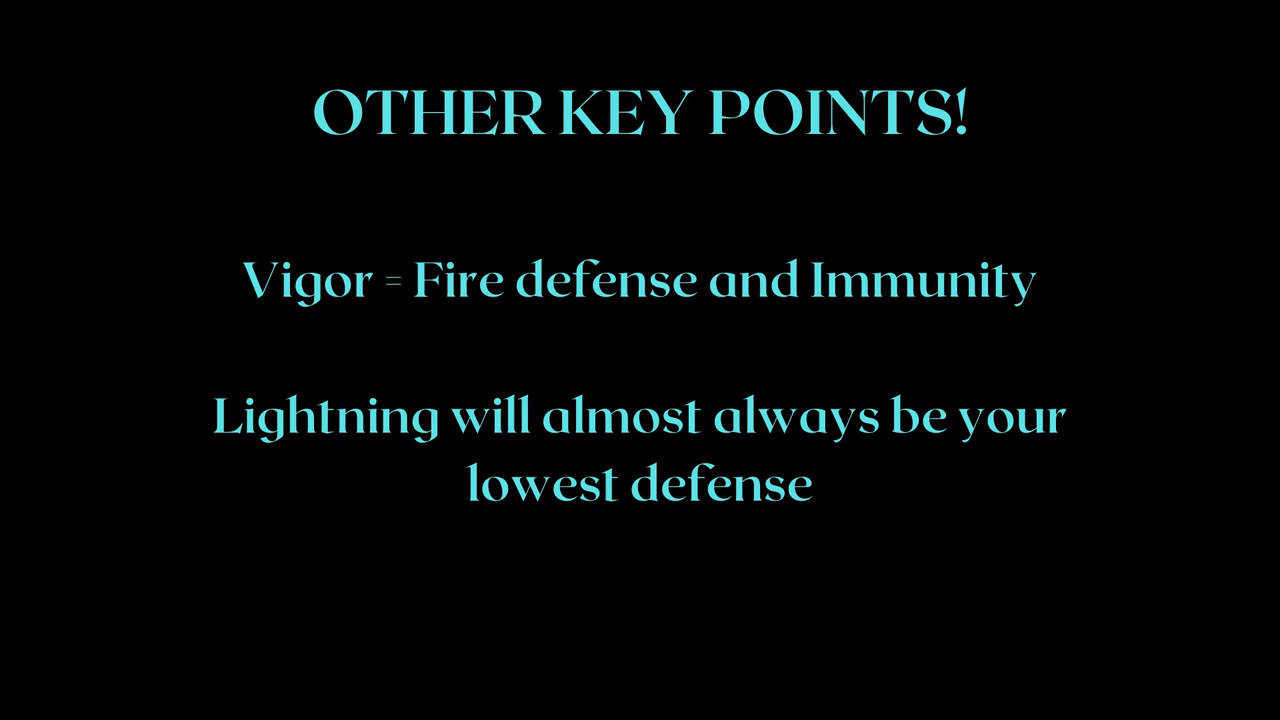 OTHER KEY POINTS!
Vigor = Fire defense and Immunity
Lightning will almost always be your
lowest defense